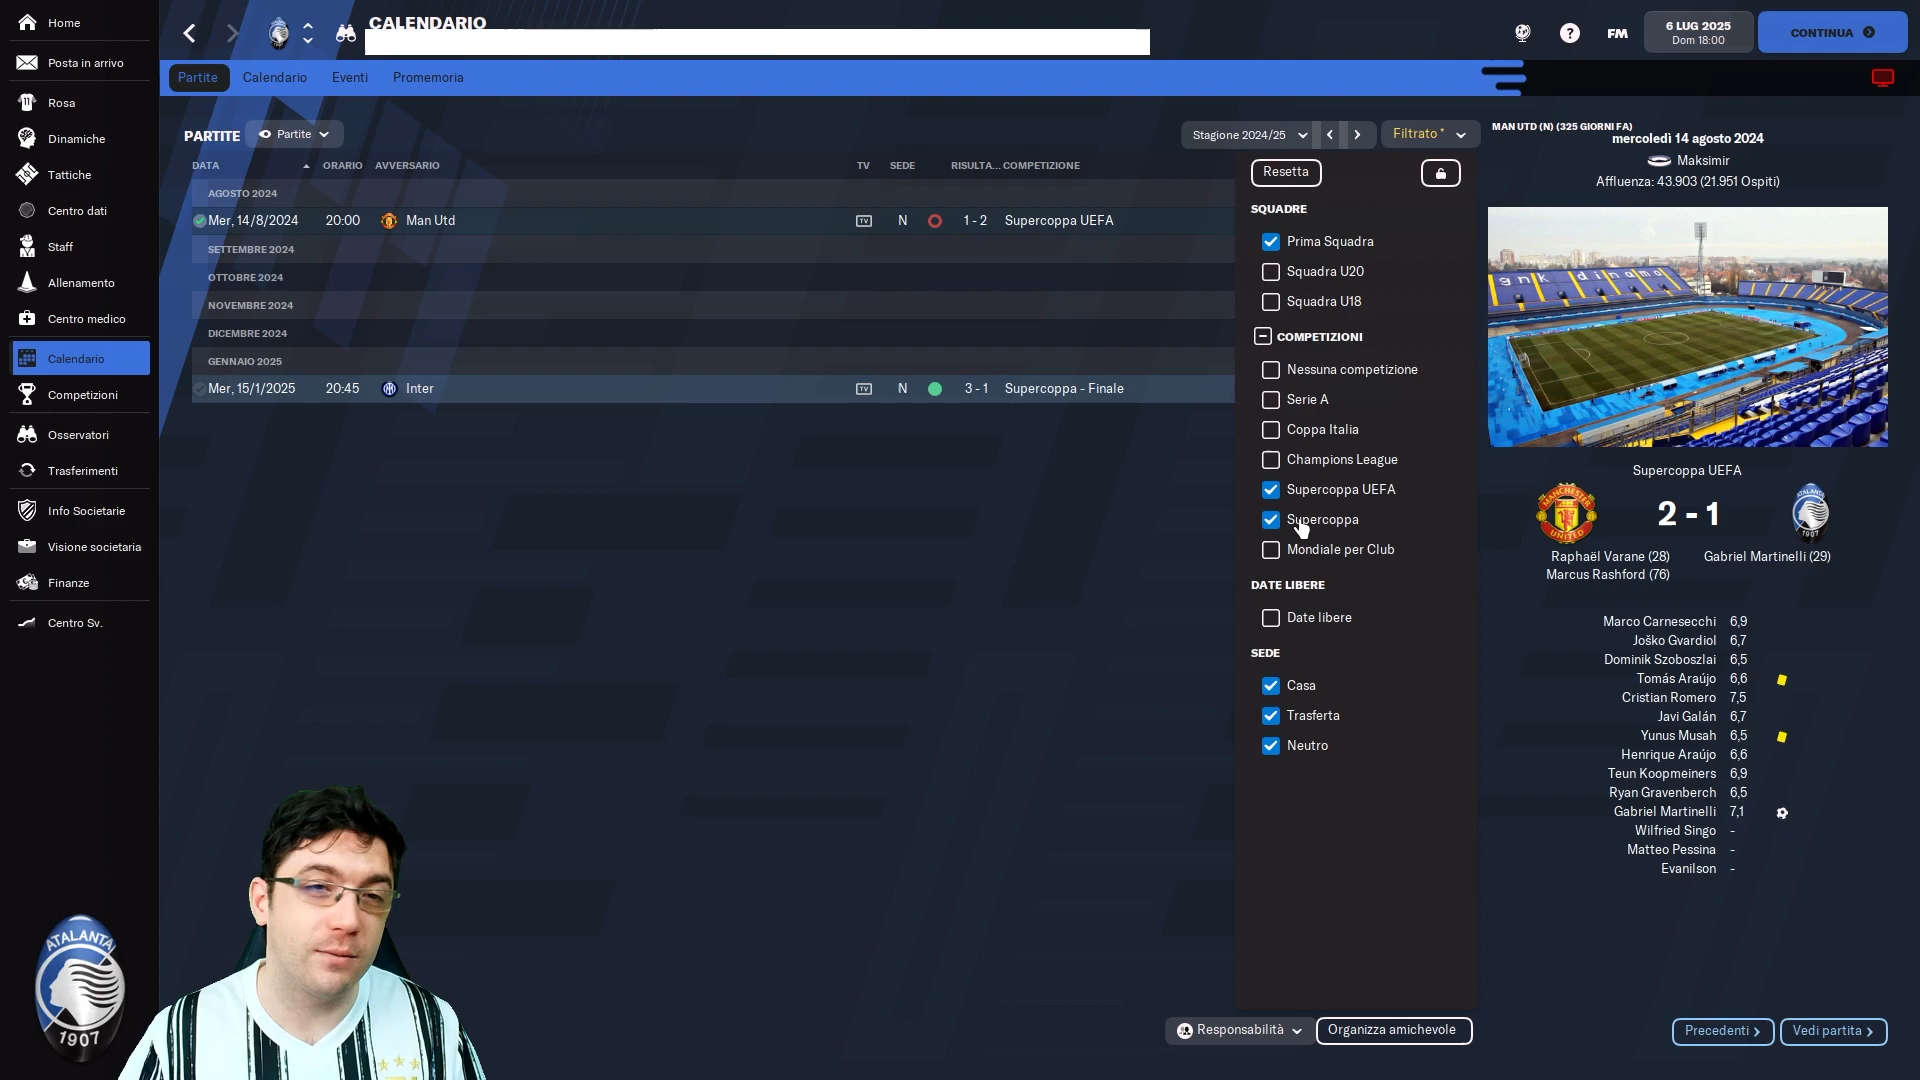 Home
Posta in arrivo
Rosa
Dinamiche
Tattiche
Centro dati
Staff
Allenamento
Centro medico
Calendario
Competizioni
Osservatori
Trasferimenti
Info Societarie
Visione societaria
Finanze
Centro Sv.
CALENDARIO
FM
6 LUG 2025
Dom 18:00
CONTINUA
Partite Calendario Eventi Promemoria
PARTITE
Partite
Stagione 2024/25
Filtrato *
DATA ORARIO AVVERSARIO TV SEDE RISULTA... COMPETIZIONE
AGOSTO 2024
Mer, 14/8/2024 20:00 Man Utd TV N 1 - 2 Supercoppa UEFA
SETTEMBRE 2024
OTTOBRE 2024
NOVEMBRE 2024
DICEMBRE 2024
GENNAIO 2025
Mer, 15/1/2025 20:45 Inter TV N 3 - 1 Supercoppa - Finale
Resetta
SQUADRE
Prima Squadra
Squadra U20
Squadra U18
COMPETIZIONI
Nessuna competizione
Serie A
Coppa Italia
Champions League
Supercoppa UEFA
Supercoppa
Mondiale per Club
DATE LIBERE
Date libere
SEDE
Casa
Trasferta
Neutro
Responsabilità
Organizza amichevole
MAN UTD (N) (325 GIORNI FA)
mercoledì 14 agosto 2024
Maksimir
Affluenza: 43.903 (21.951 Ospiti)
gnk dinamo
Supercoppa UEFA
MANCHESTER
UNITED
2 - 1
ATALANTA
1907
Raphaël Varane (28) Gabriel Martinelli (29)
Marcus Rashford (76)
Marco Carnesecchi 6,9
Joško Gvardiol 6,7
Dominik Szoboszlai 6,5
Tomás Araújo 6,6
Cristian Romero 7,5
Javi Galán 6,7
Yunus Musah 6,5
Henrique Araújo 6,6
Teun Koopmeiners 6,9
Ryan Gravenberch 6,5
Gabriel Martinelli 7,1
Wilfried Singo -
Matteo Pessina -
Evanilson -
Precedenti
Vedi partita
ATALANTA
1907